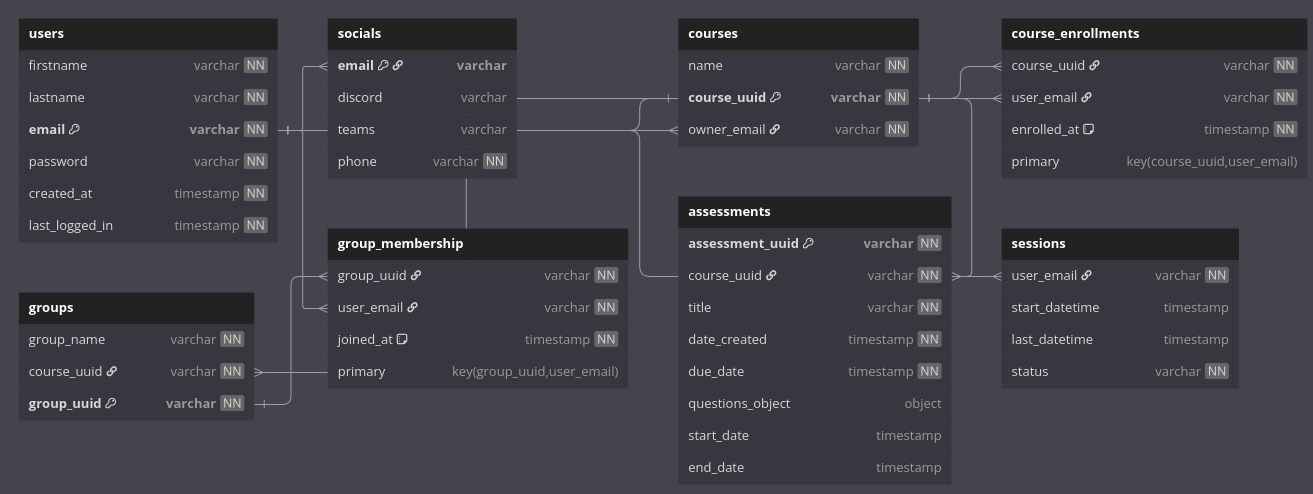 users
firstname varchar NN
lastname varchar NN
email varchar NN
password varchar NN
created_at timestamp NN
last_logged_in timestamp NN
socials
email varchar
discord varchar
teams varchar
phone varchar NN
courses
name varchar NN
course_uuid varchar NN
owner_email varchar NN
course_enrollments
course_uuid varchar NN
user_email varchar NN
enrolled_at timestamp NN
primary key(course_uuid,user_email)
groups
group_name varchar NN
course_uuid varchar NN
group_uuid varchar NN
group_membership
group_uuid varchar NN
user_email varchar NN
joined_at timestamp NN
primary key(group_uuid,user_email)
assessments
assessment_uuid varchar NN
course_uuid varchar NN
title varchar NN
date_created timestamp NN
due_date timestamp NN
questions_object object
start_date timestamp
end_date timestamp
sessions
user_email varchar NN
start_datetime timestamp
last_datetime timestamp
status varchar NN